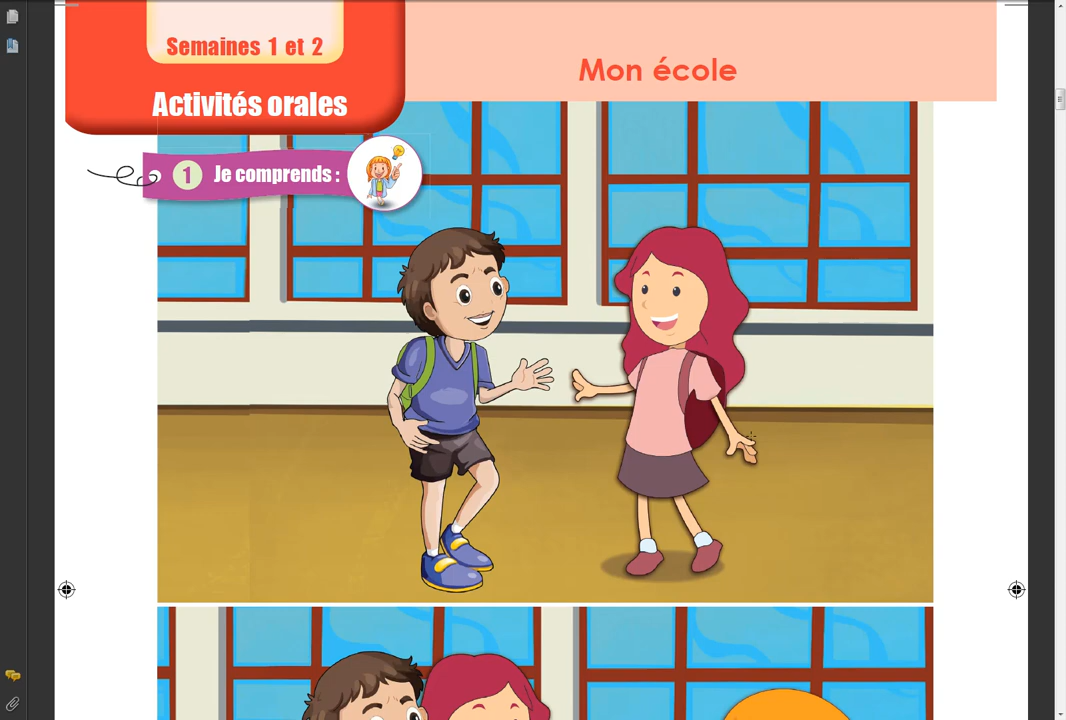 Semaines 1 et 2
Mon école
Activités orales
1 Je comprends :